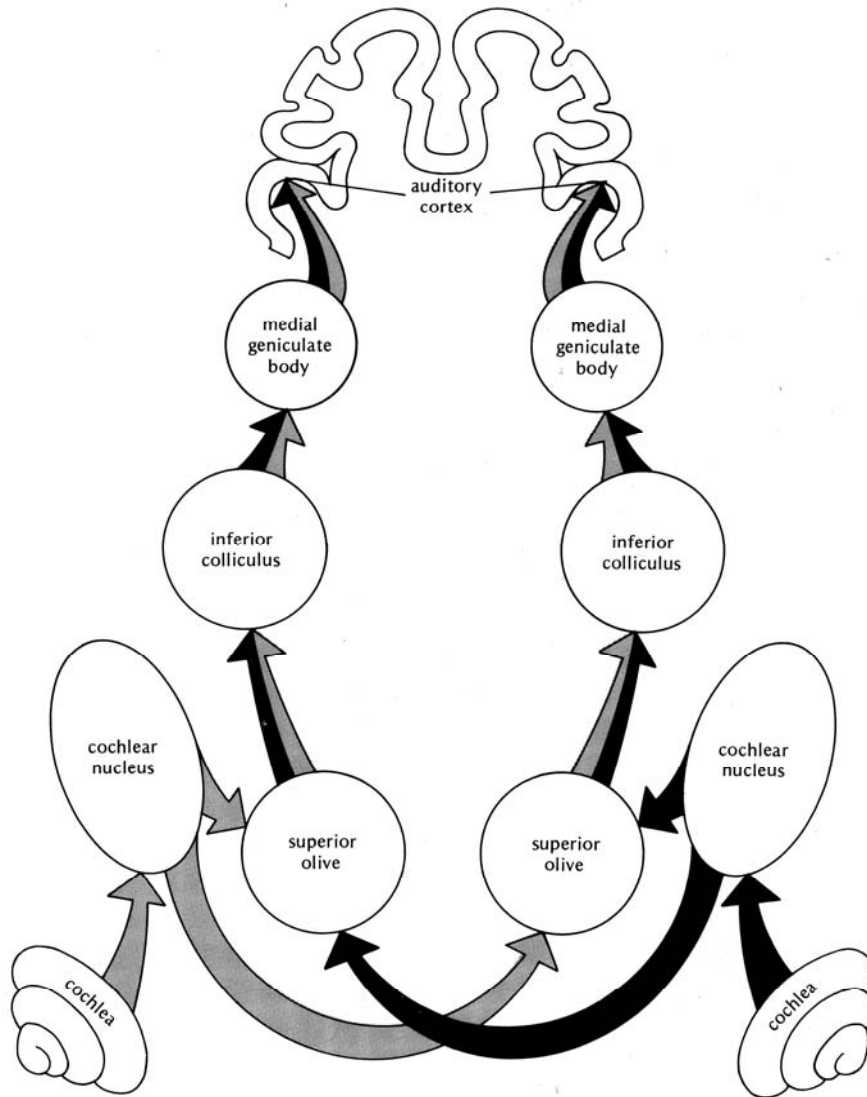 auditory
cortex
medial
geniculate
body
medial
geniculate
body
inferior
colliculus
inferior
colliculus
cochlear
nucleus
cochlear
nucleus
superior
olive
superior
olive
cochlea
cochlea